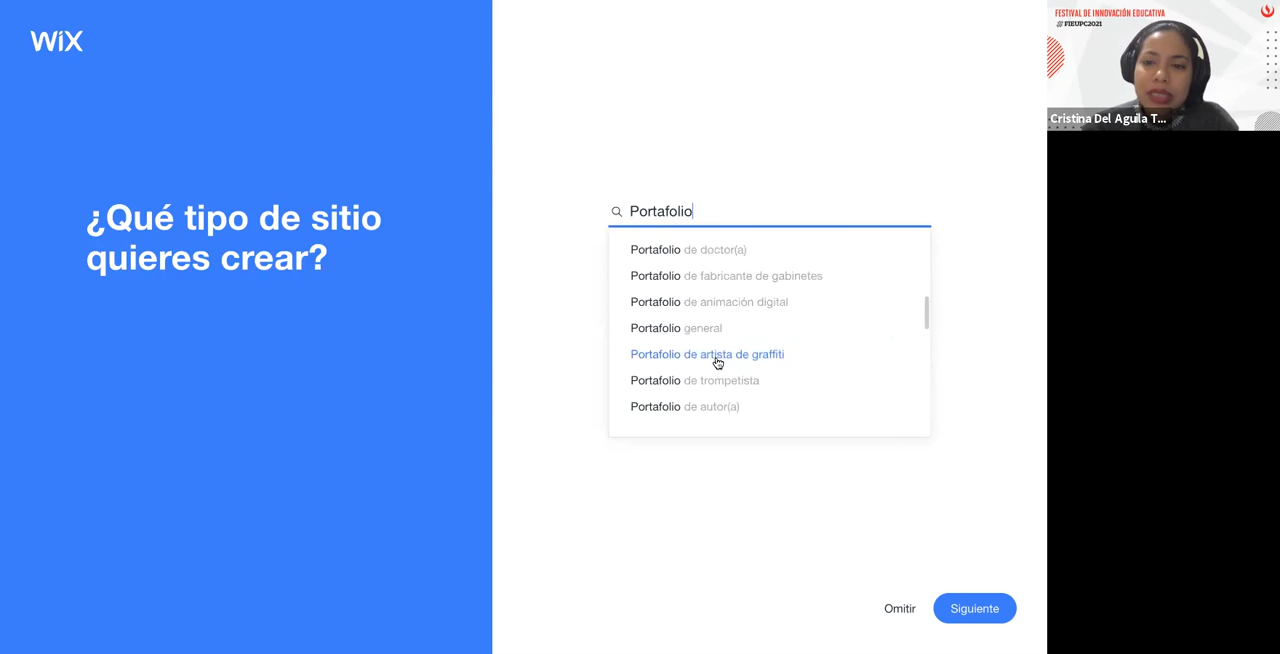 WiX
¿Qué tipo de sitio
quieres crear?
Portafolio
Portafolio de doctor(a)
Portafolio de fabricante de gabinetes
Portafolio de animación digital
Portafolio general
Portafolio de artista de graffiti
Portafolio de trompetista
Portafolio de autor(a)
Omitir
Siguiente
FESTIVAL DE INNOVACIÓN EDUCATIVA
#FIEUPC2021
Cristina Del Aguila T...